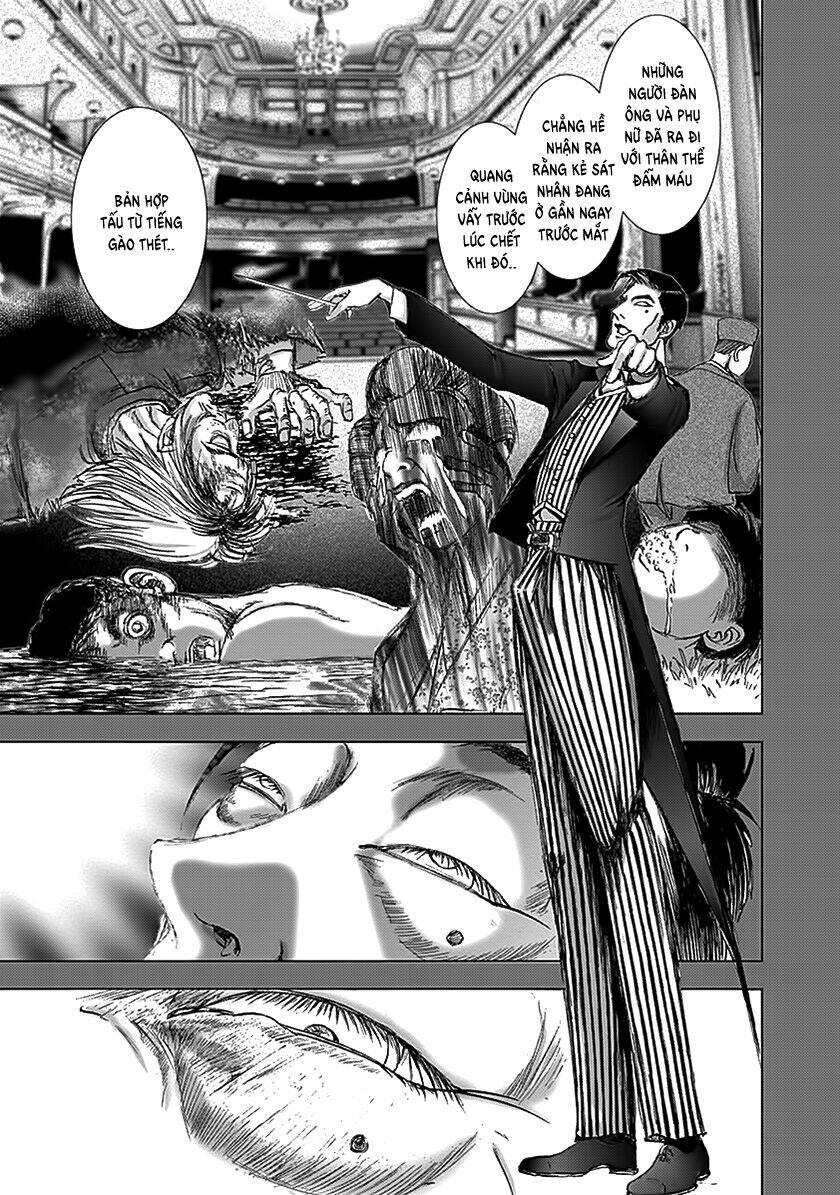 NHỮNG
NGƯỜI ĐÀN
ÔNG VÀ PHỤ
NỮ ĐÃ RA ĐI
VỚI THÂN THỂ
ĐẪM MÁU
CHẲNG HỀ
NHẬN RA
RẰNG KẺ SÁT
NHÂN ĐANG
Ở GẦN NGAY
TRƯỚC MẮT
QUANG
CẢNH VÙNG
VẪY TRƯỚC
LÚC CHẾT
KHI ĐÓ..
BẢN HỢP
TẤU TỪ TIẾNG
GÀO THÉT..